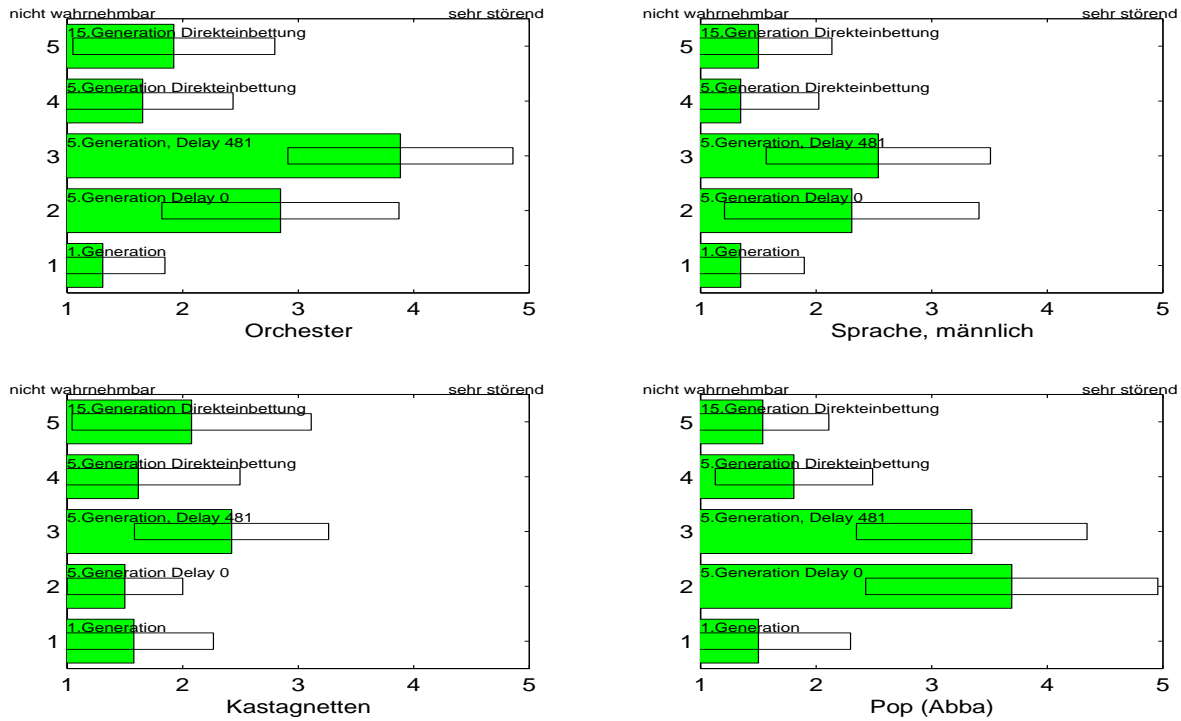 nicht wahrnehmbar sehr störend
5 15.Generation Direkteinbettung
4 5.Generation Direkteinbettung
3 5.Generation, Delay 481
2 5.Generation Delay 0
1 1.Generation
1 2 3 4 5
Orchester
nicht wahrnehmbar sehr störend
5 15.Generation Direkteinbettung
4 5.Generation Direkteinbettung
3 5.Generation, Delay 481
2 5.Generation Delay 0
1 1.Generation
1 2 3 4 5
Sprache, männlich
nicht wahrnehmbar sehr störend
5 15.Generation Direkteinbettung
4 5.Generation Direkteinbettung
3 5.Generation, Delay 481
2 5.Generation Delay 0
1 1.Generation
1 2 3 4 5
Kastagnetten
nicht wahrnehmbar sehr störend
5 15.Generation Direkteinbettung
4 5.Generation Direkteinbettung
3 5.Generation, Delay 481
2 5.Generation Delay 0
1 1.Generation
1 2 3 4 5
Pop (Abba)